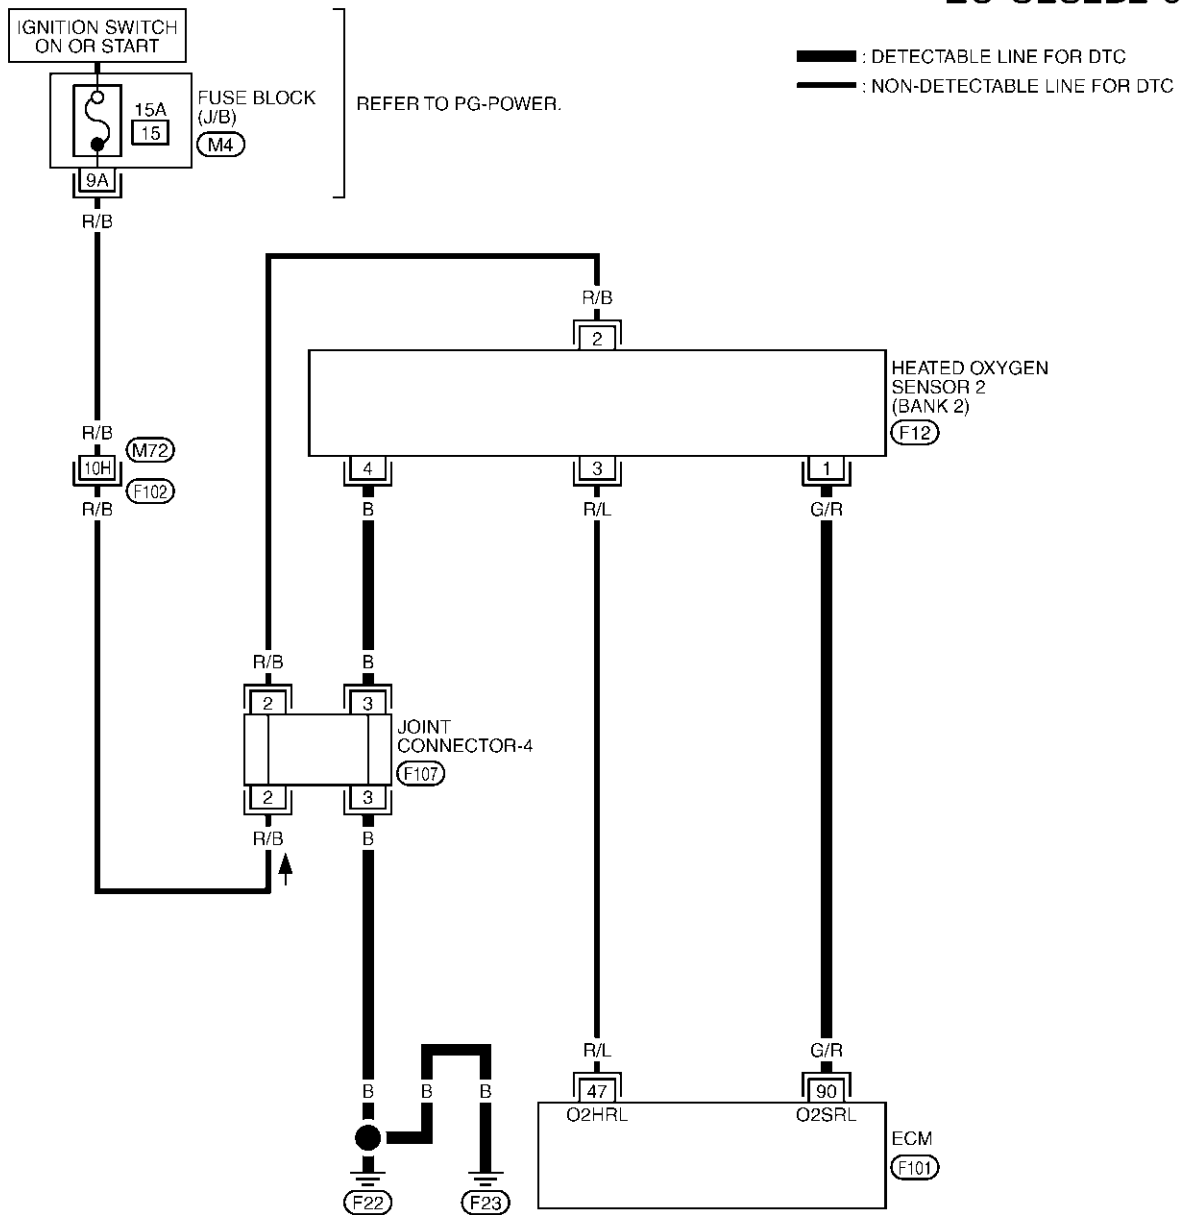 IGNITION SWITCH
ON OR START
FUSE BLOCK
(J/B)
M4
15A
15
9A
REFER TO PG-POWER.
: DETECTABLE LINE FOR DTC
: NON-DETECTABLE LINE FOR DTC
R/B
R/B
2
HEATED OXYGEN
SENSOR 2
(BANK 2)
F12
R/B
M72
10H
F102
R/B
4
3
1
B
R/L
G/R
R/B
B
2
3
JOINT
CONNECTOR-4
F107
2
3
R/B
B
R/L
G/R
B
B
B
47
90
O2HRL
O2SRL
ECM
F101
F22
F23